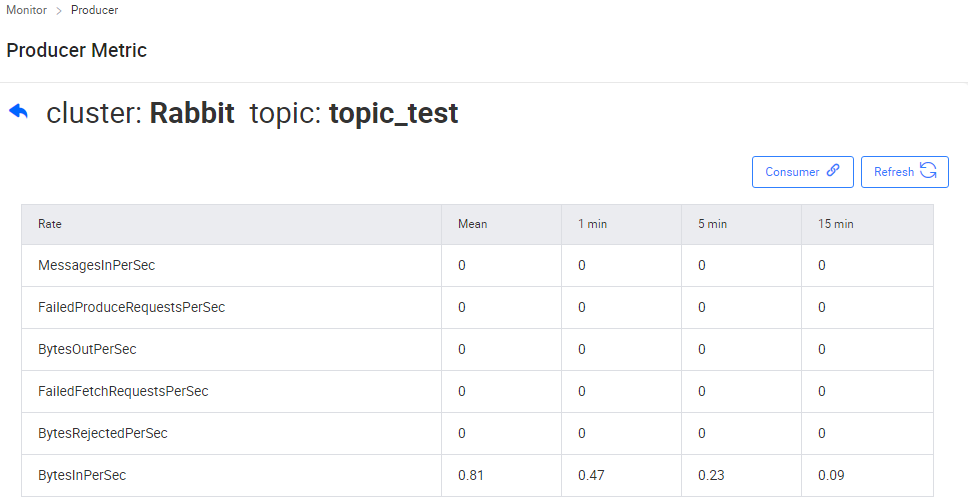 Monitor > Producer
Producer Metric
cluster: Rabbit topic: topic_test
Consumer Refresh
Rate Mean 1 min 5 min 15 min
MessagesInPerSec 0 0 0 0
FailedProduceRequestsPerSec 0 0 0 0
BytesOutPerSec 0 0 0 0
FailedFetchRequestsPerSec 0 0 0 0
BytesRejectedPerSec 0 0 0 0
BytesInPerSec 0.81 0.47 0.23 0.09